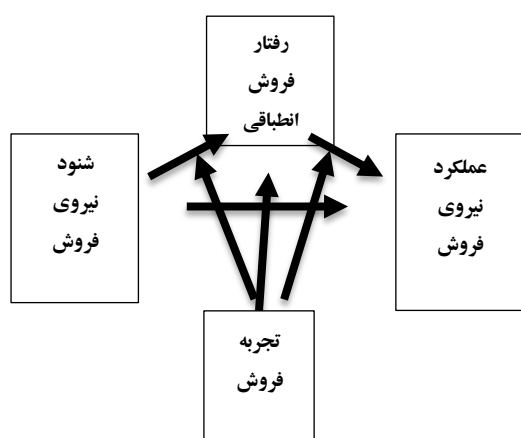 رفتار
فروش
انطباقی
شنود
نیروی
فروش
عملکرد
نیروی
فروش
تجربه
فروش